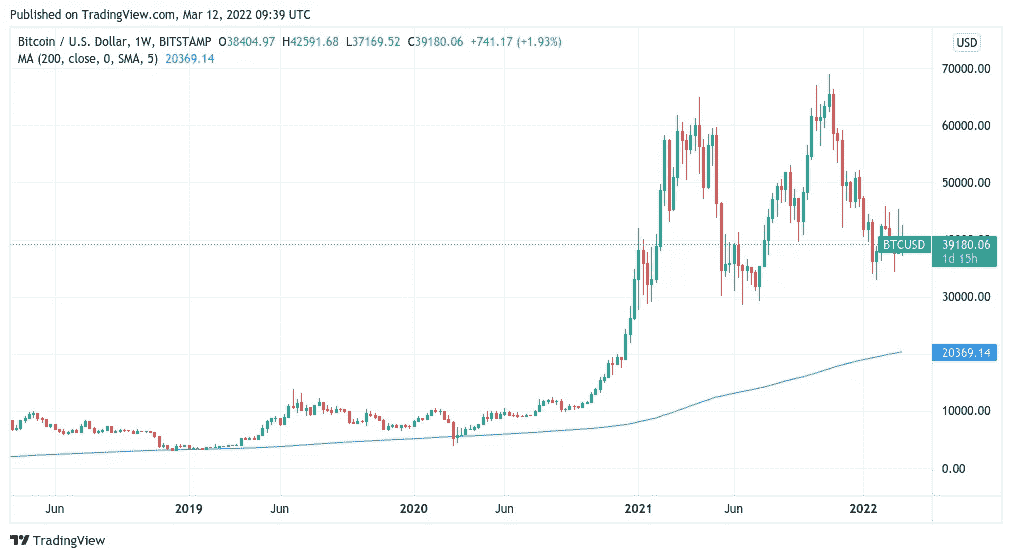 Published on TradingView.com, Mar 12, 2022 09:39 UTC
Bitcoin / U.S. Dollar, 1W, BITSTAMP O38404.97 H42591.68 L37169.52 C39180.06 +741.17 (+1.93%)
MA (200, close, 0, SMA, 5) 20369.14
USD
70000.00
60000.00
50000.00
BTCUSD 39180.06
1d 15h
30000.00
20369.14
10000.00
0.00
Jun 2019 Jun 2020 Jun 2021 Jun 2022
TradingView